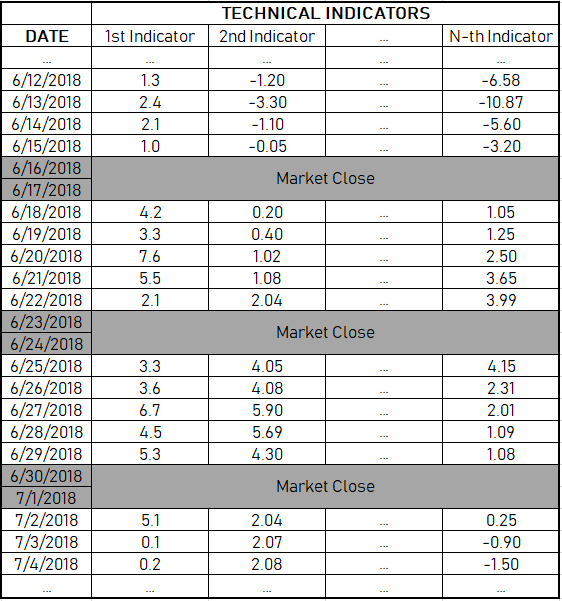 TECHNICAL INDICATORS
DATE 1st Indicator 2nd Indicator ... N-th Indicator
... ... ... ... ...
6/12/2018 1.3 -1.20 ... -6.58
6/13/2018 2.4 -3.30 ... -10.87
6/14/2018 2.1 -1.10 ... -5.60
6/15/2018 1.0 -0.05 ... -3.20
6/16/2018
Market Close
6/17/2018
6/18/2018 4.2 0.20 ... 1.05
6/19/2018 3.3 0.40 ... 1.25
6/20/2018 7.6 1.02 ... 2.50
6/21/2018 5.5 1.08 ... 3.65
6/22/2018 2.1 2.04 ... 3.99
6/23/2018
Market Close
6/24/2018
6/25/2018 3.3 4.05 ... 4.15
6/26/2018 3.6 4.08 ... 2.31
6/27/2018 6.7 5.90 ... 2.01
6/28/2018 4.5 5.69 ... 1.09
6/29/2018 5.3 4.30 ... 1.08
6/30/2018
Market Close
7/1/2018
7/2/2018 5.1 2.04 ... 0.25
7/3/2018 0.1 2.07 ... -0.90
7/4/2018 0.2 2.08 ... -1.50
... ... ... ... ...